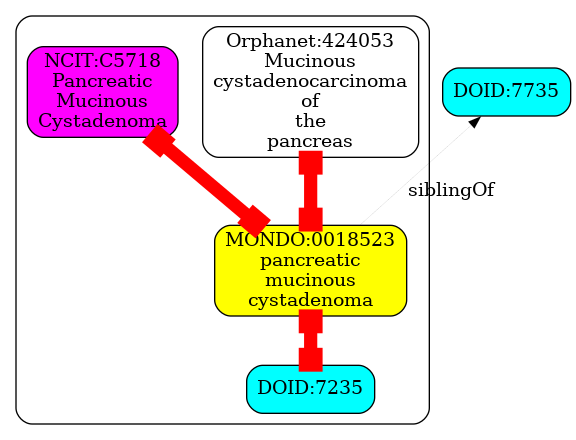 NCIT:C5718
Pancreatic
Mucinous
Cystadenoma
Orphanet:424053
Mucinous
cystadenocarcinoma
of
the
pancreas
DOID:7735
siblingOf
MONDO:0018523
pancreatic
mucinous
cystadenoma
DOID:7235